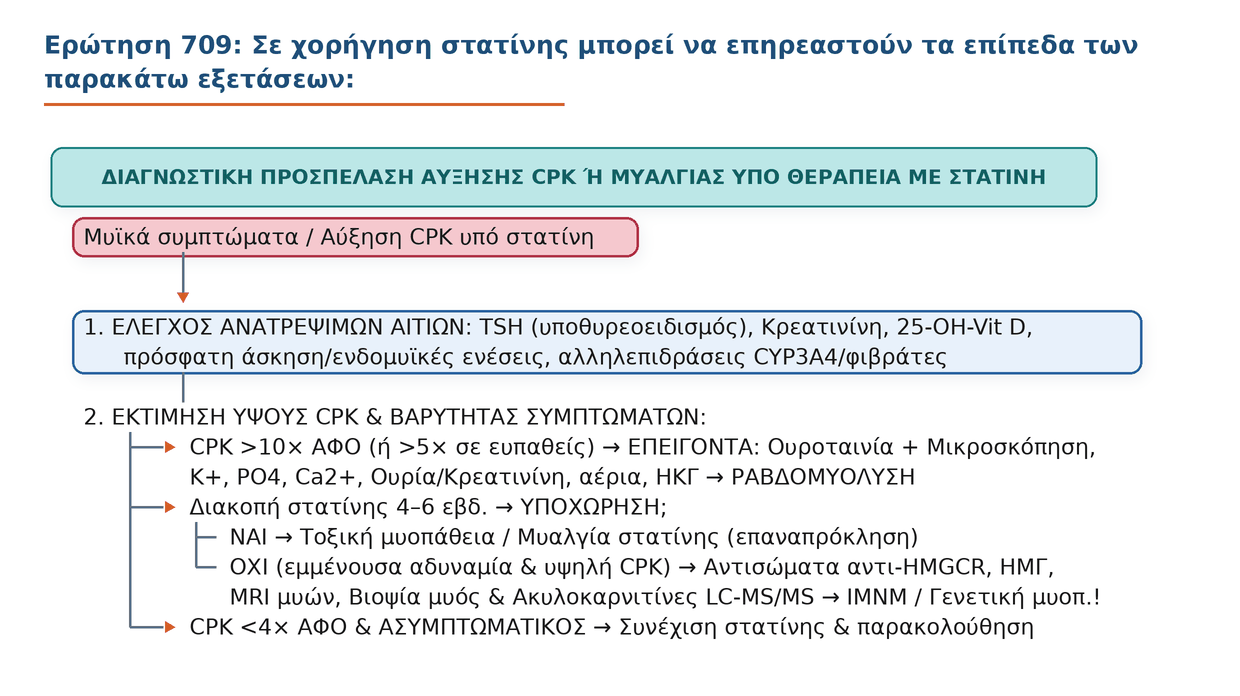 Ερώτηση 709: Σε χορήγηση στατίνης μπορεί να επηρεαστούν τα επίπεδα των
παρακάτω εξετάσεων:
ΔΙΑΓΝΩΣΤΙΚΗ ΠΡΟΣΠΕΛΑΣΗ ΑΥΞΗΣΗΣ CPK Ή ΜΥΑΛΓΙΑΣ ΥΠΟ ΘΕΡΑΠΕΙΑ ΜΕ ΣΤΑΤΙΝΗ
Μυϊκά συμπτώματα / Αύξηση CPK υπό στατίνη
1. ΕΛΕΓΧΟΣ ΑΝΑΤΡΕΨΙΜΩΝ ΑΙΤΙΩΝ: TSH (υποθυρεοειδισμός), Κρεατινίνη, 25-OH-Vit D,
πρόσφατη άσκηση/ενδομυϊκές ενέσεις, αλληλεπιδράσεις CYP3A4/φιβράτες
2. ΕΚΤΙΜΗΣΗ ΥΨΟΥΣ CPK & ΒΑΡΥΤΗΤΑΣ ΣΥΜΠΤΩΜΑΤΩΝ:
CPK >10× ΑΦΟ (ή >5× σε ευπαθείς) → ΕΠΕΙΓΟΝΤΑ: Ουροταινία + Μικροσκόπηση,
K+, PO4, Ca2+, Ουρία/Κρεατινίνη, αέρια, ΗΚΓ → ΡΑΒΔΟΜΥΟΛΥΣΗ
Διακοπή στατίνης 4–6 εβδ. → ΥΠΟΧΩΡΗΣΗ;
ΝΑΙ → Τοξική μυοπάθεια / Μυαλγία στατίνης (επαναπρόκληση)
ΟΧΙ (εμμένουσα αδυναμία & υψηλή CPK) → Αντισώματα αντι-HMGCR, ΗΜΓ,
MRI μυών, Βιοψία μυός & Ακυλοκαρνιτίνες LC-MS/MS → IMNM / Γενετική μυοπ.!
CPK <4× ΑΦΟ & ΑΣΥΜΠΤΩΜΑΤΙΚΟΣ → Συνέχιση στατίνης & παρακολούθηση